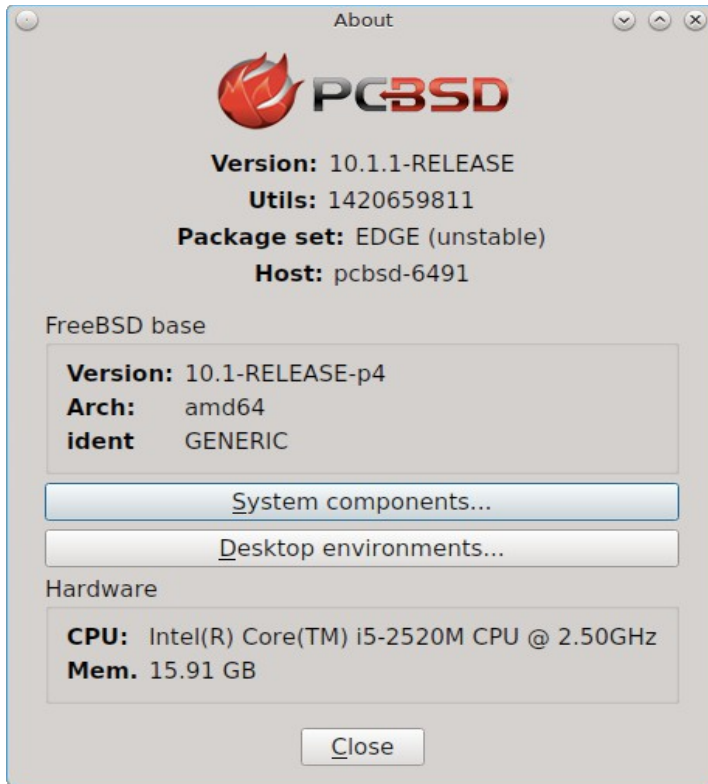 About
PCBSD
Version: 10.1.1-RELEASE
Utils: 1420659811
Package set: EDGE (unstable)
Host: pcbsd-6491
FreeBSD base
Version: 10.1-RELEASE-p4
Arch: amd64
ident GENERIC
System components...
Desktop environments...
Hardware
CPU: Intel(R) Core(TM) i5-2520M CPU @ 2.50GHz
Mem. 15.91 GB
Close